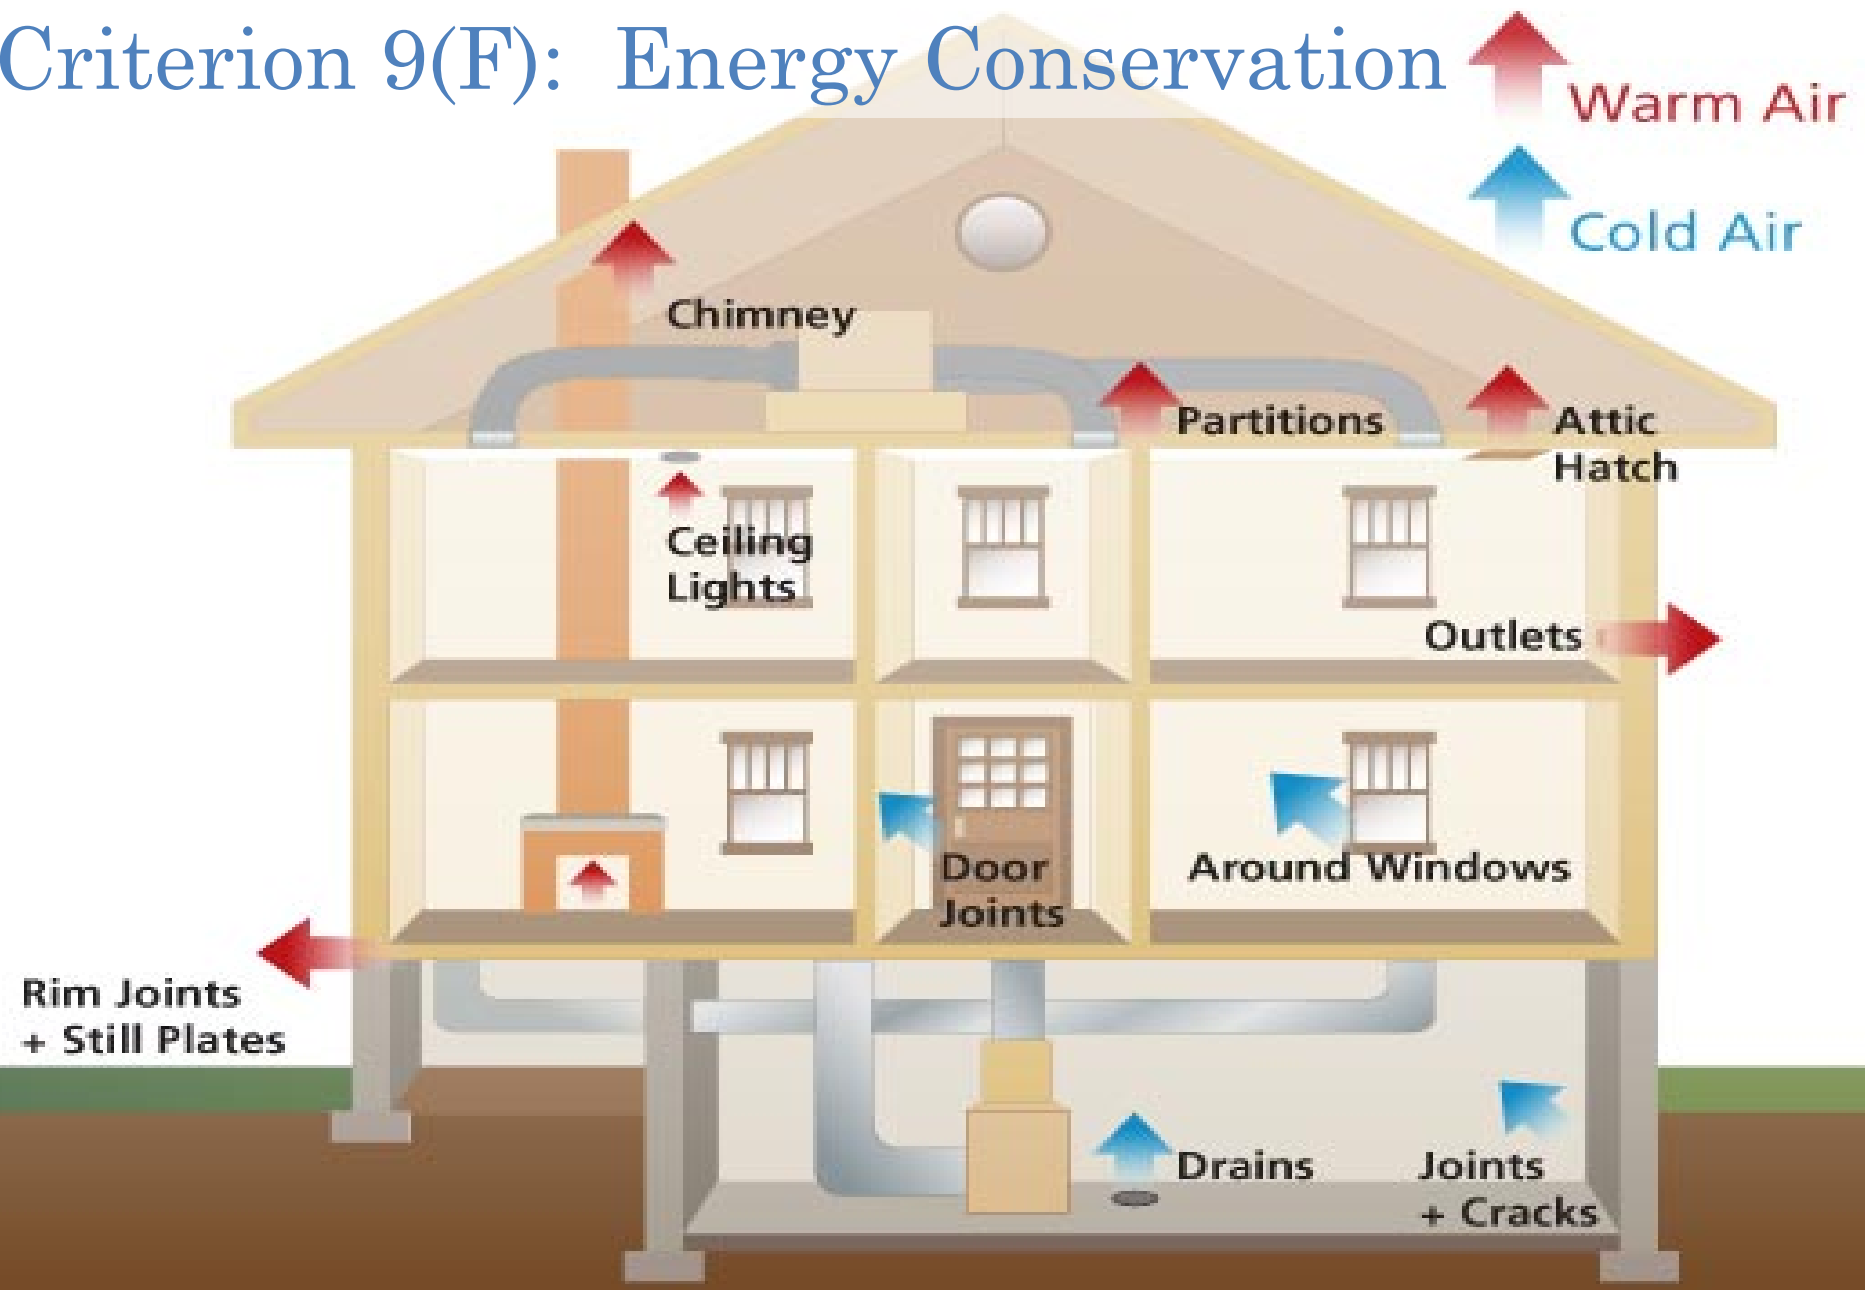 Criterion 9(F): Energy Conservation
Warm Air
Cold Air
Chimney
Partitions
Attic
Hatch
Ceiling
Lights
Outlets
Door
Joints
Around Windows
Rim Joints
+ Still Plates
Drains
Joints
+ Cracks